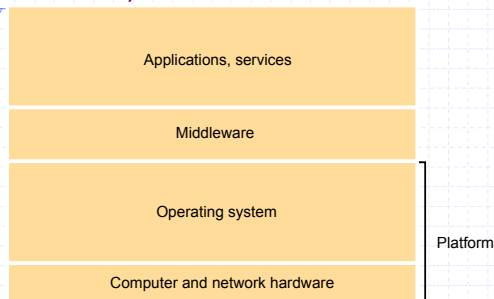 Applications, services
Middleware
Operating system
Platform
Computer and network hardware